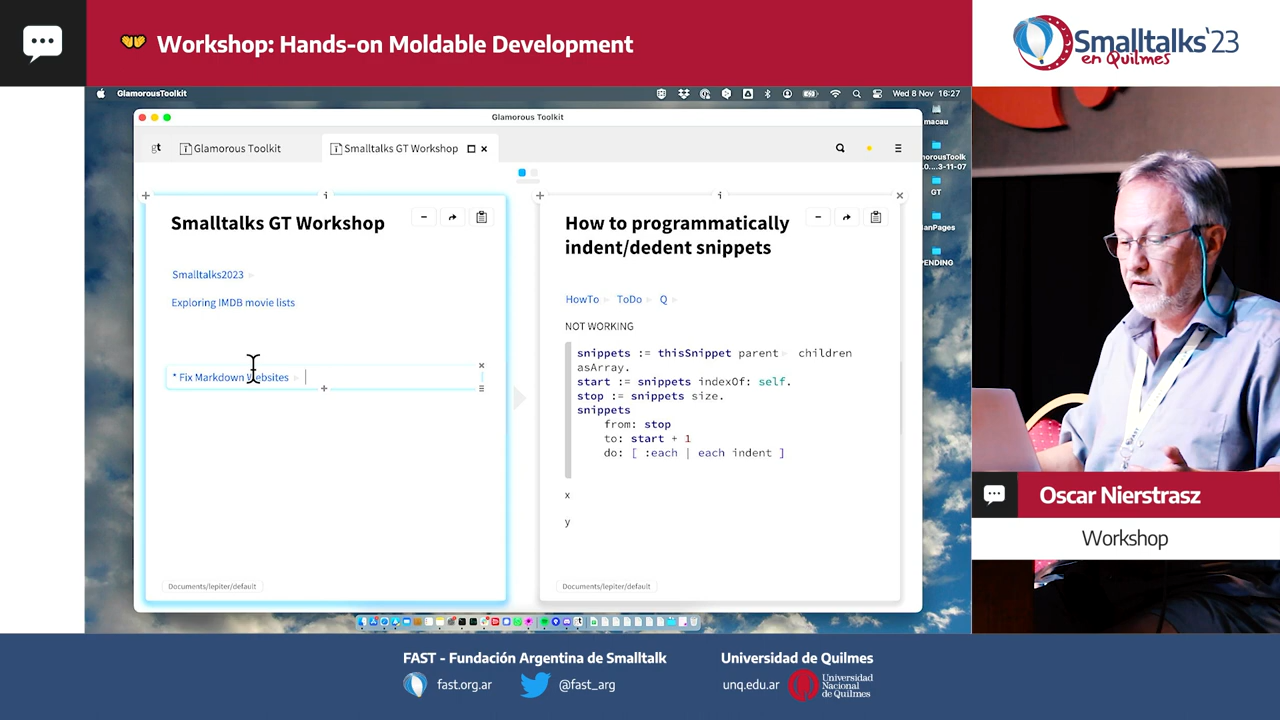 Workshop: Hands-on Moldable Development
Smalltalks'23
en Quilmes
GlamorousToolkit
Wed 8 Nov 16:27
macau
Glamorous Toolkit
gt
Glamorous Toolkit
Smalltalks GT Workshop
GT
PENDING
Smalltalks GT Workshop
Smalltalks2023
Exploring IMDB movie lists
* Fix Markdown Websites
Documents/lepiter/default
How to programmatically
indent/dedent snippets
HowTo
ToDo
Q
NOT WORKING
snippets := thisSnippet parent children
asArray.
start := snippets indexOf: self.
stop := snippets size.
snippets
from: stop
to: start + 1
do: [ :each | each indent ]
x
y
Documents/lepiter/default
Oscar Nierstrasz
Workshop
FAST - Fundación Argentina de Smalltalk
fast.org.ar
@fast_arg
Universidad de Quilmes
unq.edu.ar
Universidad
Nacional
de Quilmes